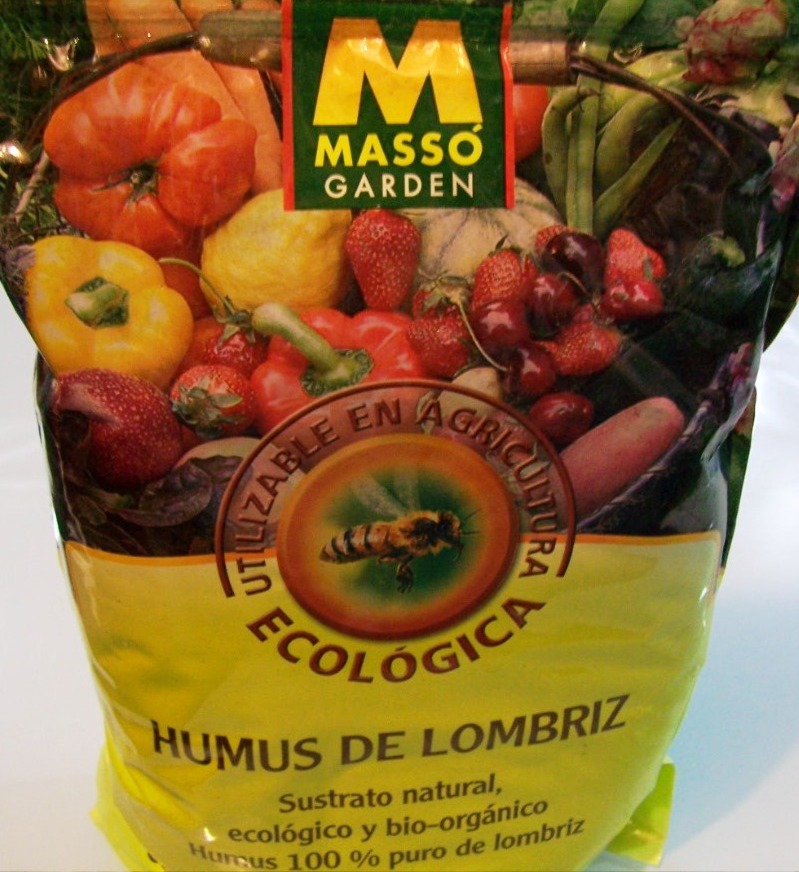 M
MASSÓ
GARDEN
UTILIZABLE EN AGRICULTURA
ECOLÓGICA
HUMUS DE LOMBRIZ
Sustrato natural,
ecológico y bio-orgánico
Humus 100 % puro de lombriz